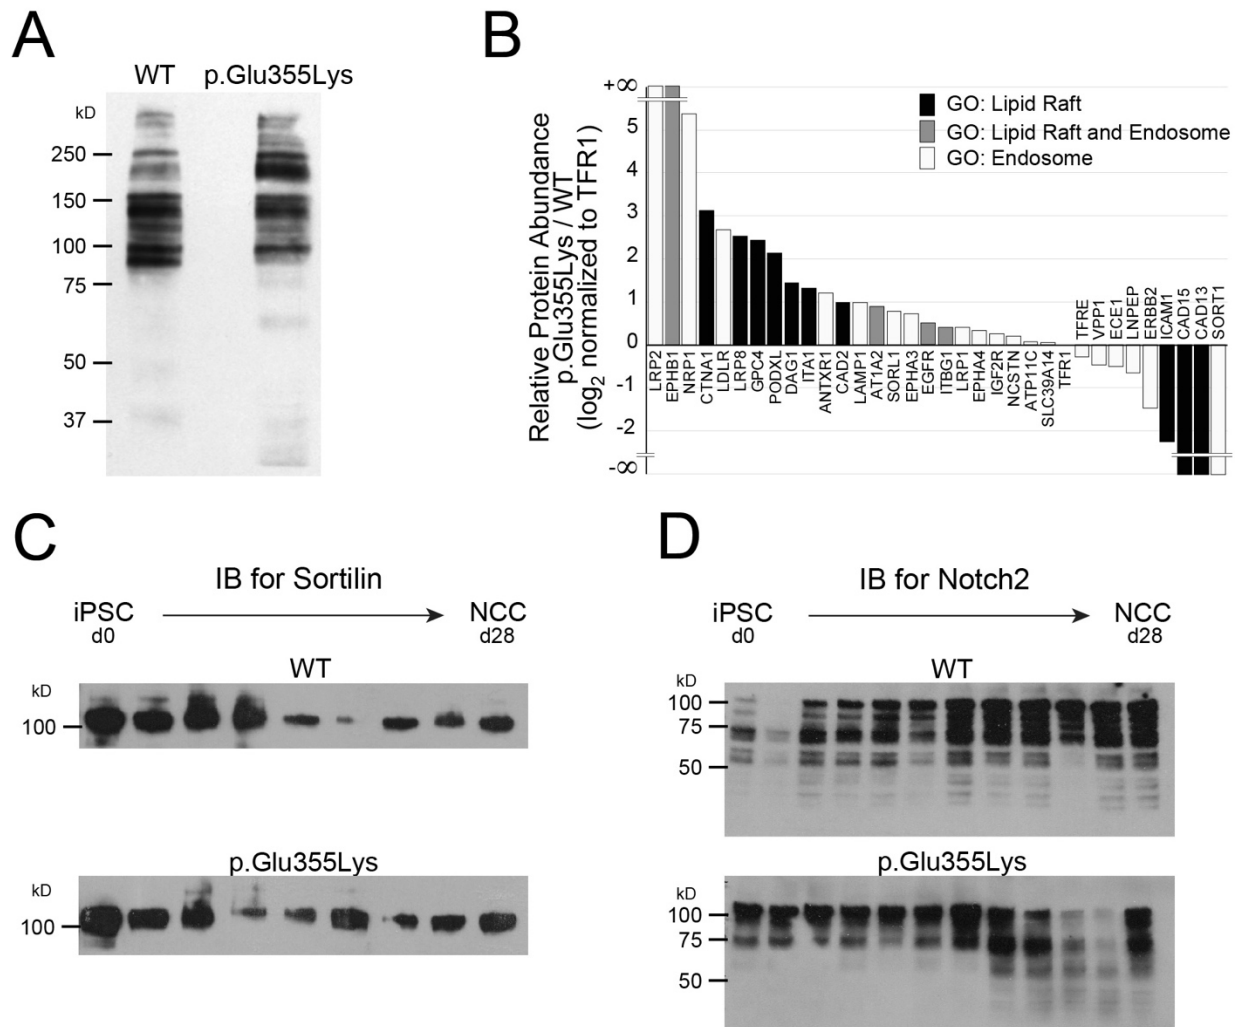 A
WT p.Glu355Lys
kD
250
150
100
75
50
37
B
Relative Protein Abundance
p.Glu355Lys / WT
(log2 normalized to TFR1)
+∞
5
4
3
2
1
0
-1
-2
-∞
GO: Lipid Raft
GO: Lipid Raft and Endosome
GO: Endosome
LRP2
EPHB1
NRP1
CTNA1
LDLR
LRP8
GPC4
PODXL
DAG1
ITA1
ANTXR1
CAD2
LAMP1
AT1A2
SORL1
EPHA3
EGFR
ITBG1
LRP1
EPHA4
IGF2R
NCSTN
ATP11C
SLC39A14
TFR1
TFRE
VPP1
ECE1
LNPEP
ERBB2
ICAM1
CAD15
CAD13
SORT1
C
IB for Sortilin
iPSC NCC
d0 d28
WT
kD
100
p.Glu355Lys
kD
100
D
IB for Notch2
iPSC NCC
d0 d28
WT
kD
100
75
50
p.Glu355Lys
kD
100
75
50